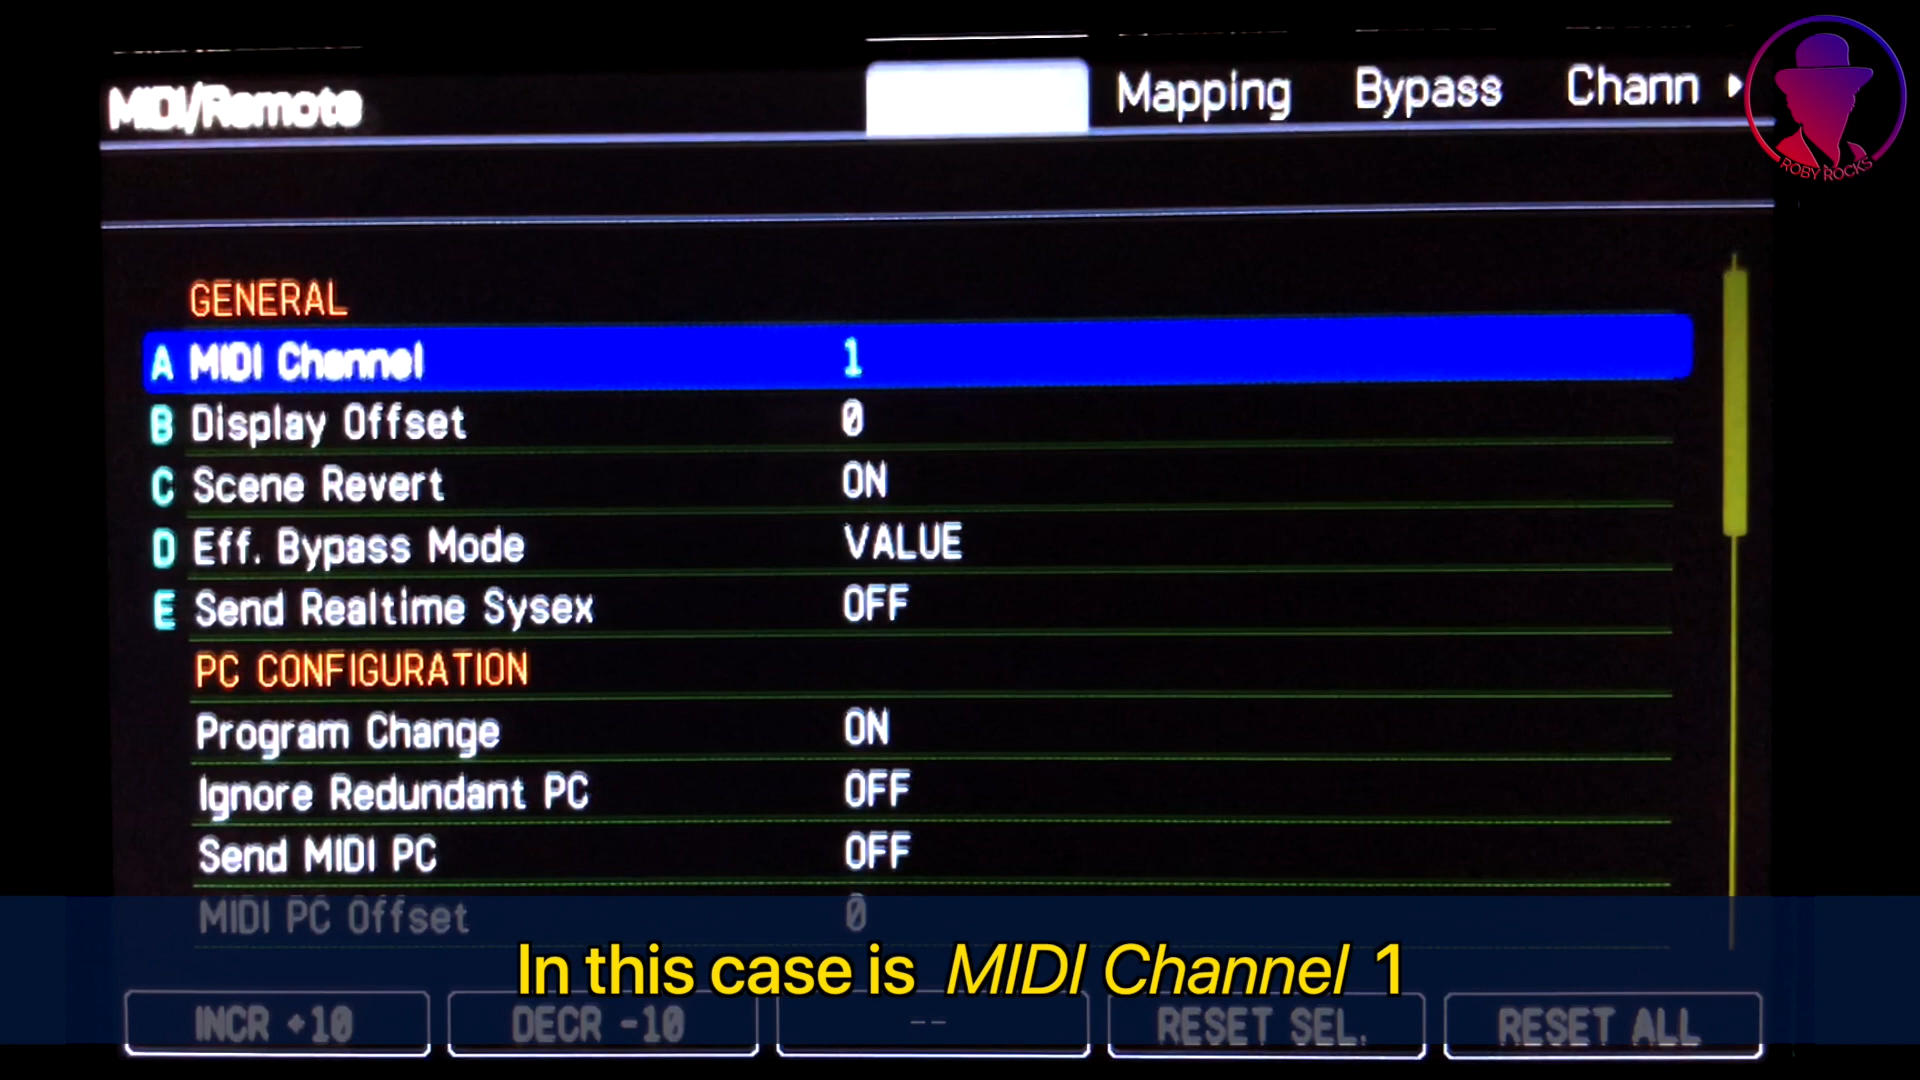 MIDI/Remote Mapping Bypass Chann
ROBY ROCKS
GENERAL
A MIDI Channel 1
B Display Offset 0
C Scene Revert ON
D Eff. Bypass Mode VALUE
E Send Realtime Sysex OFF
PC CONFIGURATION
Program Change ON
Ignore Redundant PC OFF
Send MIDI PC OFF
MIDI PC Offset 0
In this case is MIDI Channel 1
INCR +10 DECR -10 -- RESET SEL. RESET ALL